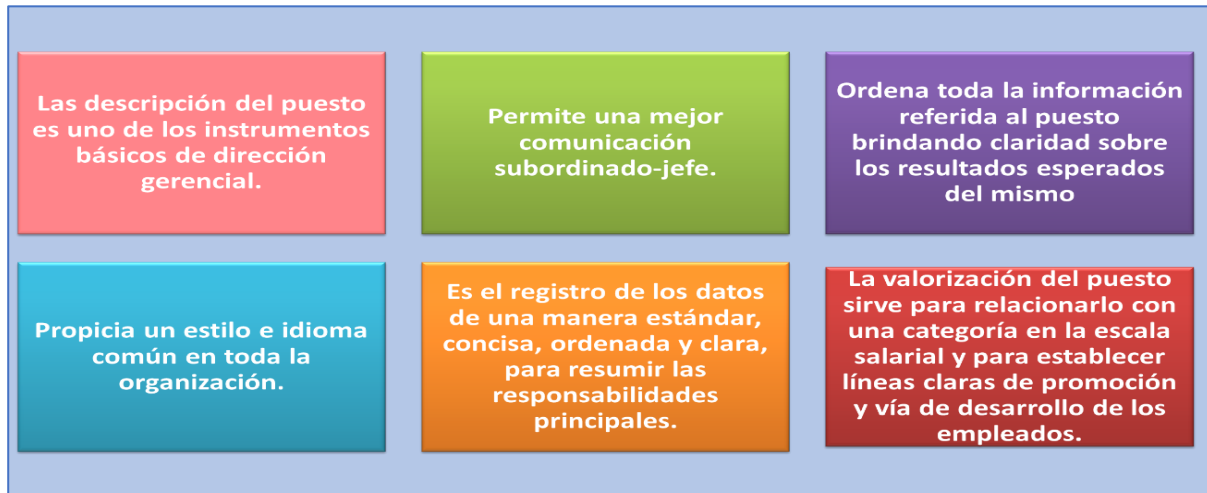 Las descripción del puesto
es uno de los instrumentos
básicos de dirección
gerencial.
Permite una mejor
comunicación
subordinado-jefe.
Ordena toda la información
referida al puesto
brindando claridad sobre
los resultados esperados
del mismo
Propicia un estilo e idioma
común en toda la
organización.
Es el registro de los datos
de una manera estándar,
concisa, ordenada y clara,
para resumir las
responsabilidades
principales.
La valorización del puesto
sirve para relacionarlo con
una categoría en la escala
salarial y para establecer
líneas claras de promoción
y vía de desarrollo de los
empleados.